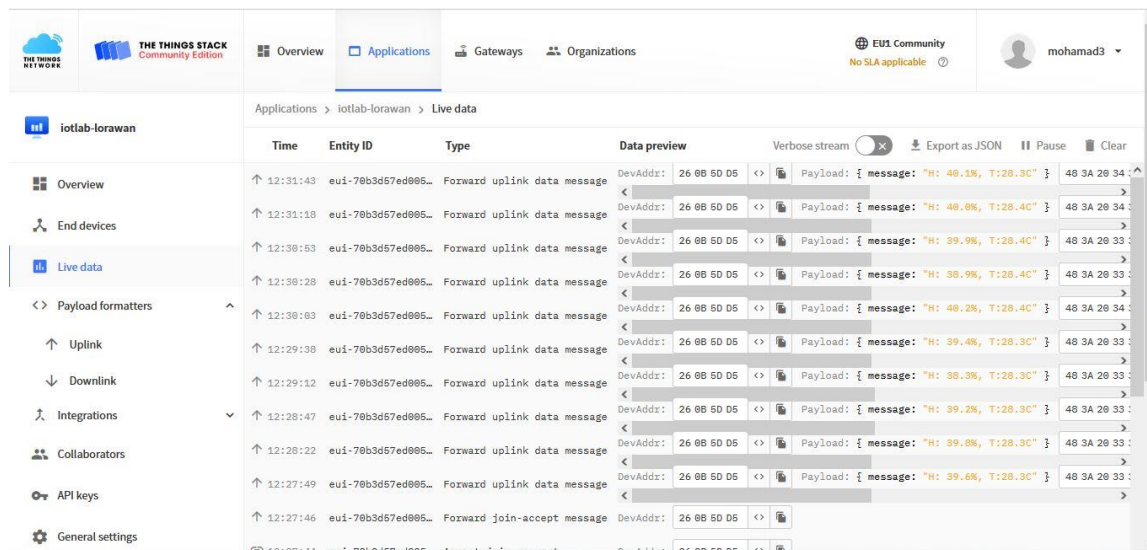 THE THINGS NETWORK
THE THINGS STACK
Community Edition
Overview
Applications
Gateways
Organizations
EU1 Community
No SLA applicable
mohamad3
iotlab-lorawan
Overview
End devices
Live data
Payload formatters
Uplink
Downlink
Integrations
Collaborators
API keys
General settings
Applications > iotlab-lorawan > Live data
Time Entity ID Type Data preview Verbose stream Export as JSON Pause Clear
12:31:43 eui-70b3d57ed005… Forward uplink data message DevAddr: 26 0B 5D D5 <> Payload: { message: "H: 40.1%, T:28.3C" } 48 3A 20 34
12:31:18 eui-70b3d57ed005… Forward uplink data message DevAddr: 26 0B 5D D5 <> Payload: { message: "H: 40.0%, T:28.4C" } 48 3A 20 34
12:30:53 eui-70b3d57ed005… Forward uplink data message DevAddr: 26 0B 5D D5 <> Payload: { message: "H: 39.9%, T:28.4C" } 48 3A 20 33
12:30:28 eui-70b3d57ed005… Forward uplink data message DevAddr: 26 0B 5D D5 <> Payload: { message: "H: 38.9%, T:28.4C" } 48 3A 20 33
12:30:03 eui-70b3d57ed005… Forward uplink data message DevAddr: 26 0B 5D D5 <> Payload: { message: "H: 40.2%, T:28.4C" } 48 3A 20 34
12:29:38 eui-70b3d57ed005… Forward uplink data message DevAddr: 26 0B 5D D5 <> Payload: { message: "H: 39.4%, T:28.3C" } 48 3A 20 33
12:29:12 eui-70b3d57ed005… Forward uplink data message DevAddr: 26 0B 5D D5 <> Payload: { message: "H: 38.3%, T:28.3C" } 48 3A 20 33
12:28:47 eui-70b3d57ed005… Forward uplink data message DevAddr: 26 0B 5D D5 <> Payload: { message: "H: 39.2%, T:28.3C" } 48 3A 20 33
12:28:22 eui-70b3d57ed005… Forward uplink data message DevAddr: 26 0B 5D D5 <> Payload: { message: "H: 39.8%, T:28.3C" } 48 3A 20 33
12:27:49 eui-70b3d57ed005… Forward uplink data message DevAddr: 26 0B 5D D5 <> Payload: { message: "H: 39.6%, T:28.3C" } 48 3A 20 33
12:27:46 eui-70b3d57ed005… Forward join-accept message DevAddr: 26 0B 5D D5 <>